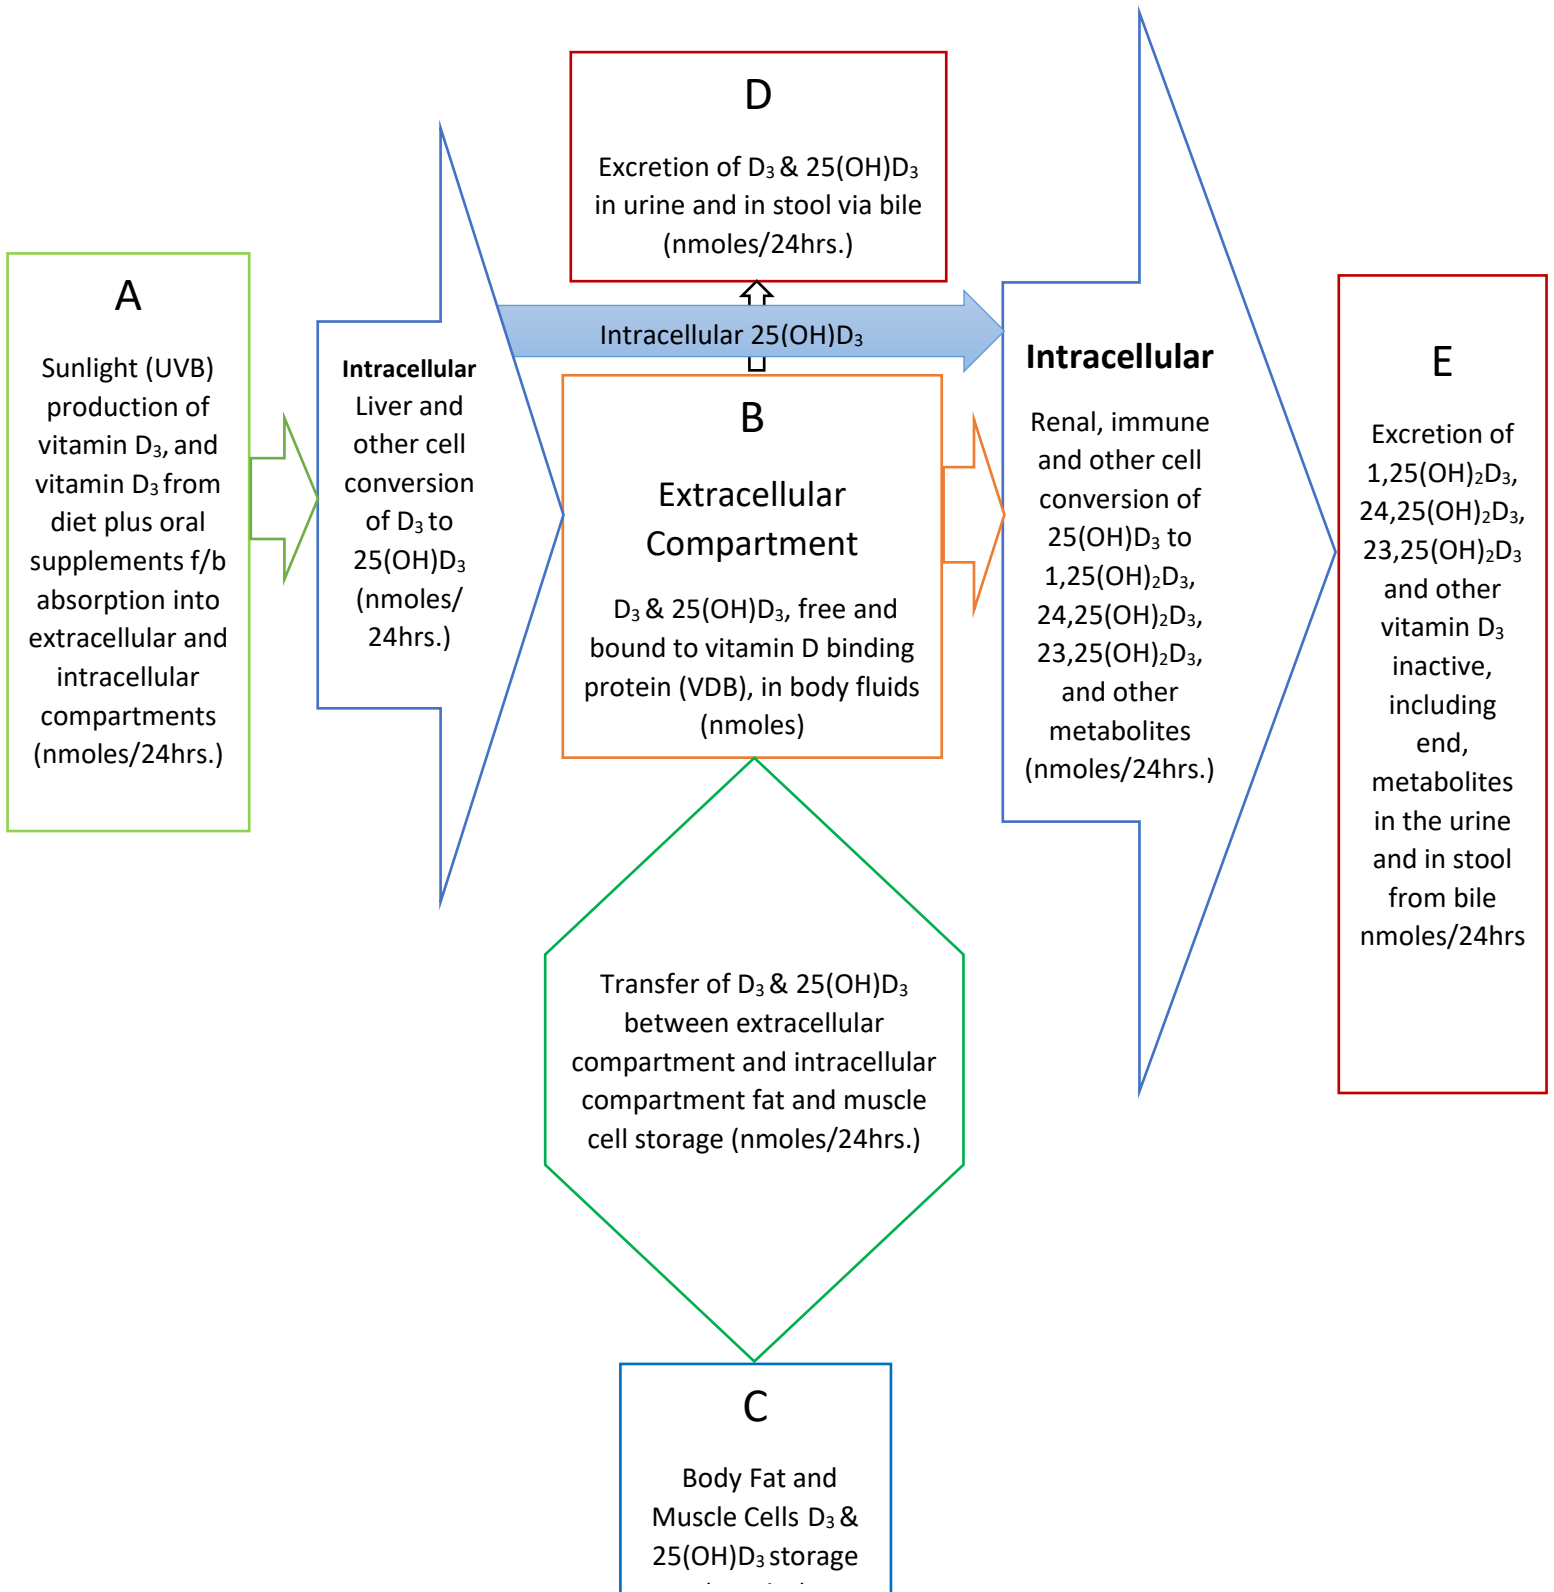 D
Excretion of D₃ & 25(OH)D₃
in urine and in stool via bile
(nmoles/24hrs.)
A
Sunlight (UVB)
production of
vitamin D₃, and
vitamin D₃ from
diet plus oral
supplements f/b
absorption into
extracellular and
intracellular
compartments
(nmoles/24hrs.)
Intracellular
Liver and
other cell
conversion
of D₃ to
25(OH)D₃
(nmoles/
24hrs.)
Intracellular 25(OH)D₃
B
Extracellular
Compartment
D₃ & 25(OH)D₃, free and
bound to vitamin D binding
protein (VDB), in body fluids
(nmoles)
Intracellular
Renal, immune
and other cell
conversion of
25(OH)D₃ to
1,25(OH)₂D₃,
24,25(OH)₂D₃,
23,25(OH)₂D₃,
and other
metabolites
(nmoles/24hrs.)
E
Excretion of
1,25(OH)₂D₃,
24,25(OH)₂D₃,
23,25(OH)₂D₃
and other
vitamin D₃
inactive,
including
end,
metabolites
in the urine
and in stool
from bile
nmoles/24hrs
Transfer of D₃ & 25(OH)D₃
between extracellular
compartment and intracellular
compartment fat and muscle
cell storage (nmoles/24hrs.)
C
Body Fat and
Muscle Cells D₃ &
25(OH)D₃ storage